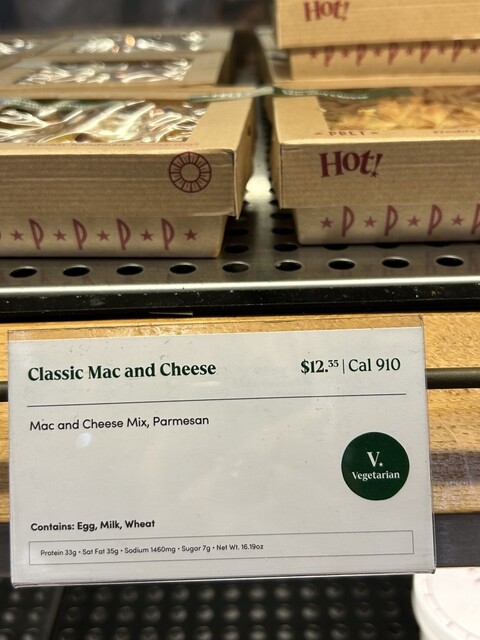 Hot!
★ P ★ P ★ P ★ P
★ PRET ★
Hot!
★ P ★ P ★ P ★ P ★
★ P ★ P ★ P
Classic Mac and Cheese
$12.35 | Cal 910
Mac and Cheese Mix, Parmesan
V.
Vegetarian
Contains: Egg, Milk, Wheat
Protein 33g • Sat Fat 35g • Sodium 1460mg • Sugar 7g • Net Wt. 16.19oz